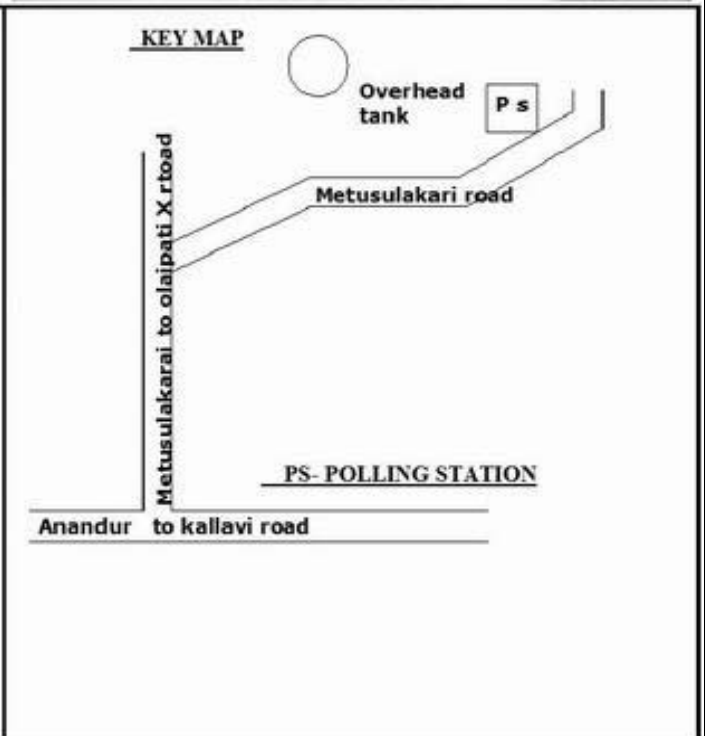 KEY MAP
Overhead
tank
P s
Metusulakari road
Metusulakarai to olaipati X rtoad
PS- POLLING STATION
Anandur to kallavi road